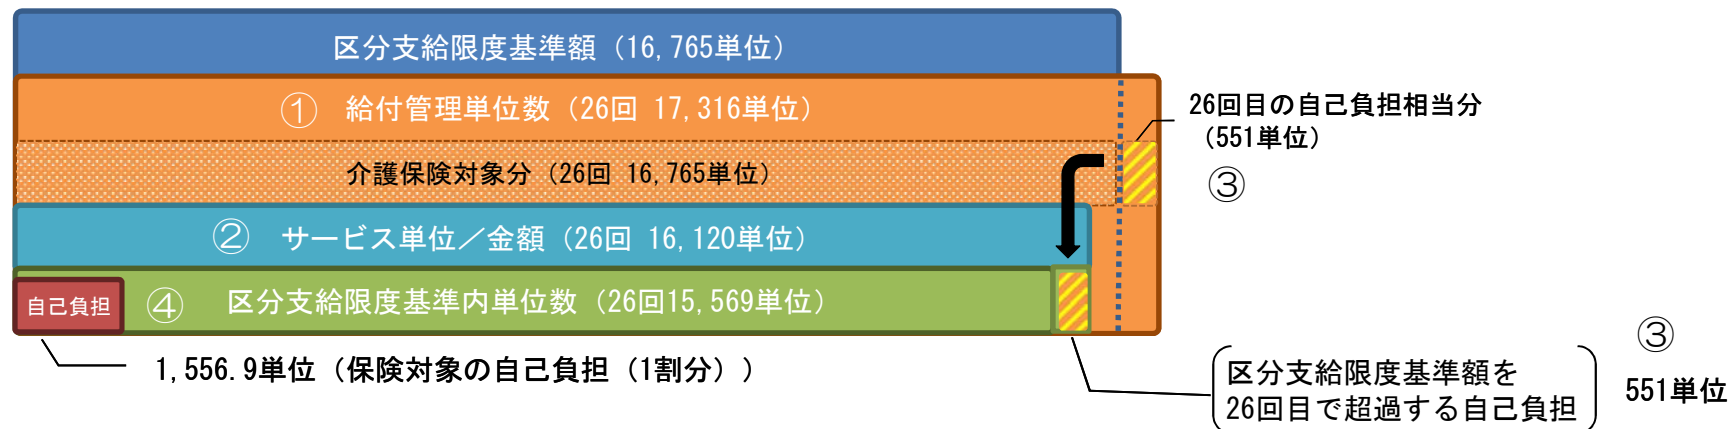 区分支給限度基準額（16,765単位）
① 給付管理単位数（26回 17,316単位）
介護保険対象分（26回 16,765単位）
26回目の自己負担相当分
（551単位）
③
② サービス単位／金額（26回 16,120単位）
自己負担
④ 区分支給限度基準内単位数（26回15,569単位）
1,556.9単位（保険対象の自己負担（1割分））
区分支給限度基準額を
26回目で超過する自己負担
③
551単位